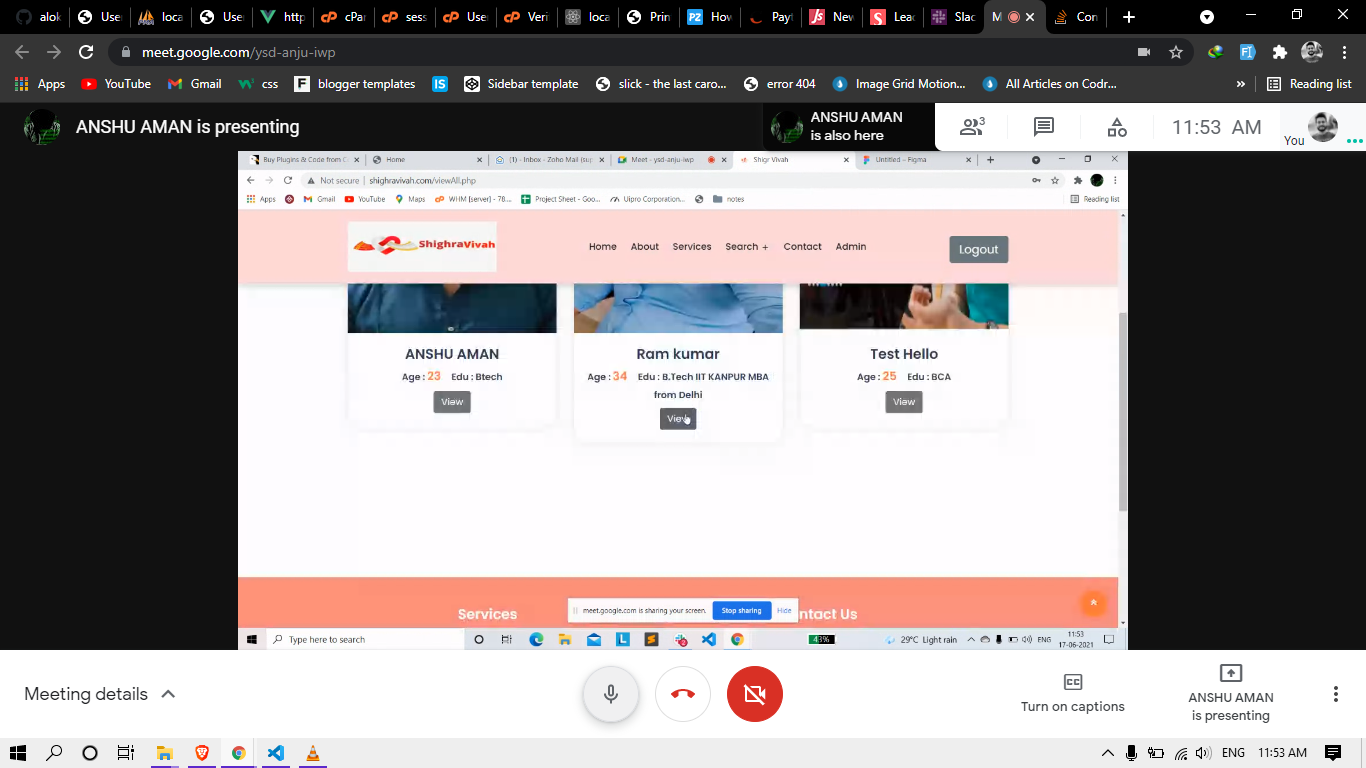 alok
User
loca
User
http
cPan
sess
User
Veri
loca
Prin
Hov
Payt
New
Lead
Slac
M
Con
meet.google.com/ysd-anju-iwp
Apps YouTube Gmail css blogger templates Sidebar template slick - the last caro... error 404 Image Grid Motion... All Articles on Codr... » Reading list
ANSHU AMAN is presenting
ANSHU AMAN
is also here
3
11:53 AM
You
Buy Plugins & Code from C
Home
(1) - Inbox - Zoho Mail (sup
Meet – ysd-anju-iwp
Shigr Vivah
Untitled – Figma
Not secure | shighravivah.com/viewAll.php
Apps Gmail YouTube Maps WHM [server] - 78.... Project Sheet - Goo... Uipro Corporation... notes Reading list
ShighraVivah
Home About Services Search + Contact Admin
Logout
ANSHU AMAN
Age : 23 Edu : Btech
View
Ram kumar
Age : 34 Edu : B.Tech IIT KANPUR MBA
from Delhi
View
Test Hello
Age : 25 Edu : BCA
View
Services
ntact Us
meet.google.com is sharing your screen. Stop sharing Hide
Type here to search
43%
29°C Light rain
ENG
11:53
17-06-2021
Meeting details
Turn on captions
ANSHU AMAN
is presenting
ENG 11:53 AM